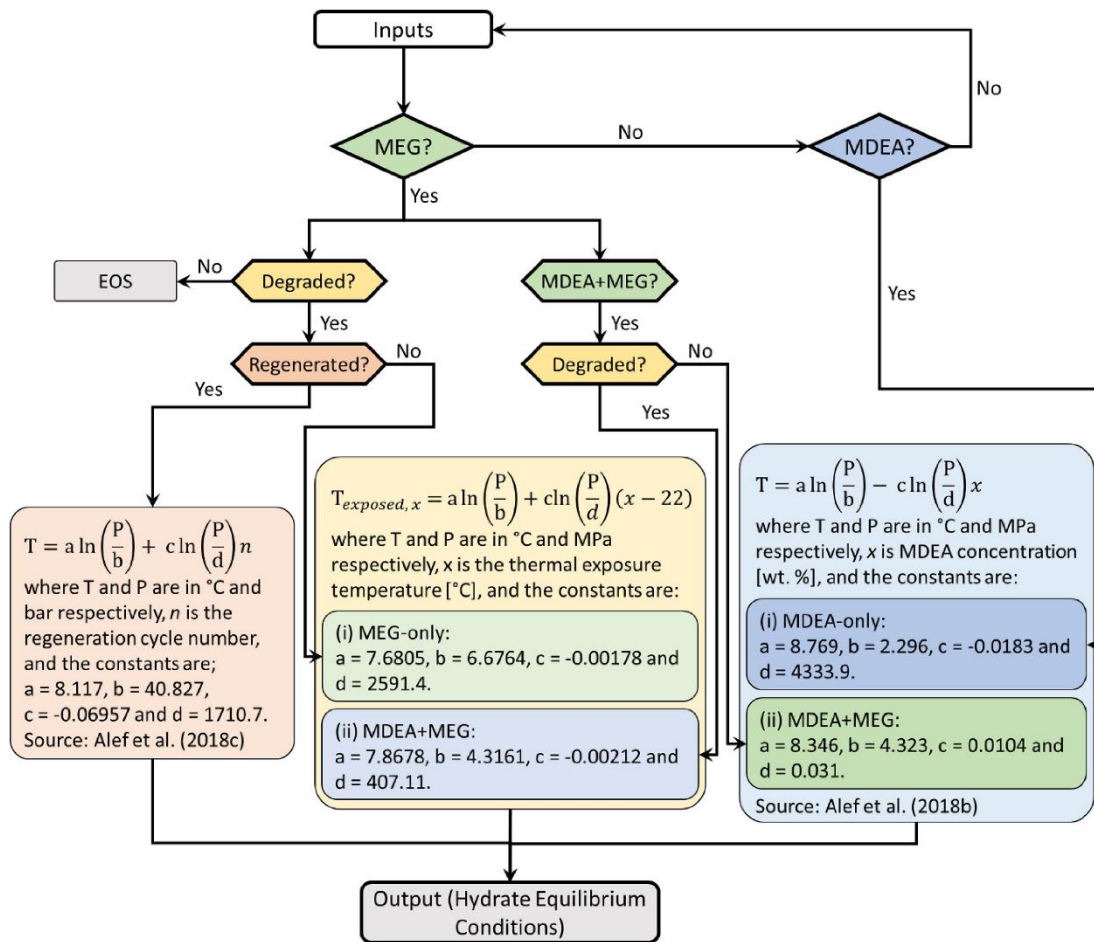 Inputs
No
MEG?
No
MDEA?
Yes
EOS
No
Degraded?
MDEA+MEG?
Yes
Yes
Yes
Regenerated?
No
Degraded?
No
Yes
Yes
T = a ln(P/b) + c ln(P/d) n
where T and P are in °C and
bar respectively, n is the
regeneration cycle number,
and the constants are;
a = 8.117, b = 40.827,
c = -0.06957 and d = 1710.7.
Source: Alef et al. (2018c)
T_exposed, x = a ln(P/b) + cln(P/d) (x − 22)
where T and P are in °C and MPa
respectively, x is the thermal exposure
temperature [°C], and the constants are:
(i) MEG-only:
a = 7.6805, b = 6.6764, c = -0.00178 and
d = 2591.4.
(ii) MDEA+MEG:
a = 7.8678, b = 4.3161, c = -0.00212 and
d = 407.11.
T = a ln(P/b) − c ln(P/d) x
where T and P are in °C and MPa
respectively, x is MDEA concentration
[wt. %], and the constants are:
(i) MDEA-only:
a = 8.769, b = 2.296, c = -0.0183 and
d = 4333.9.
(ii) MDEA+MEG:
a = 8.346, b = 4.323, c = 0.0104 and
d = 0.031.
Source: Alef et al. (2018b)
Output (Hydrate Equilibrium
Conditions)